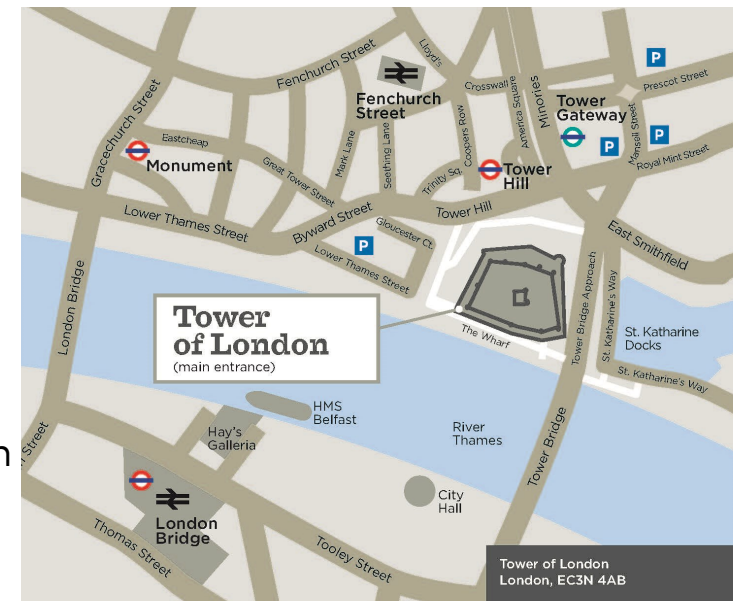 Fenchurch Street
Lloyd's
P
Prescot Street
Crosswall
America Square
Minories
Fenchurch
Street
Tower
Gateway
Mansell Street
P
P
Royal Mint Street
Gracechurch Street
Eastcheap
Monument
Great Tower Street
Mark Lane
Seething Lane
Coopers Row
Trinity Sq.
Tower
Hill
Lower Thames Street
Byward Street
Tower Hill
Gloucester Ct.
P
Lower Thames Street
East Smithfield
London Bridge
Tower
of London
(main entrance)
The Wharf
Tower Bridge Approach
St. Katharine's Way
St. Katharine
Docks
St. Katharine's Way
HMS
Belfast
Hay's
Galleria
River
Thames
Tower Bridge
n
Street
City
Hall
London
Bridge
Thomas Street
Tooley Street
Tower of London
London, EC3N 4AB